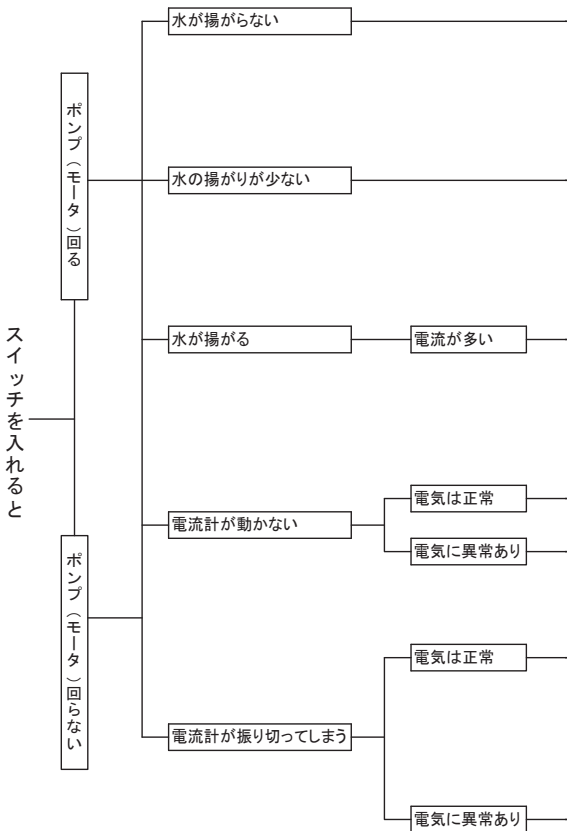 スイッチを入れると
ポンプ（モータ）回る
水が揚がらない
水の揚がりが少ない
水が揚がる
電流が多い
ポンプ（モータ）回らない
電流計が動かない
電気は正常
電気に異常あり
電流計が振り切ってしまう
電気は正常
電気に異常あり